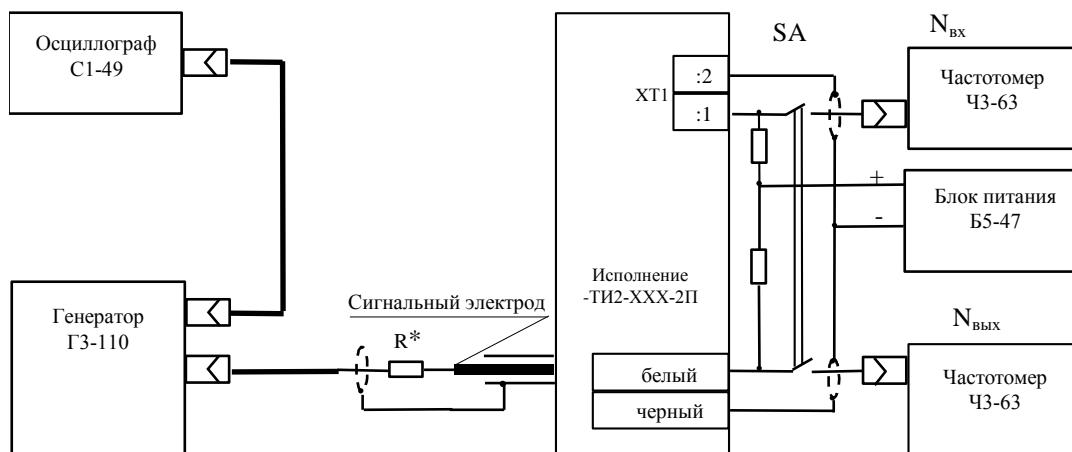 Осциллограф
С1-49
SA
N вх
:2
ХТ1
:1
Частотомер
Ч3-63
+
-
Блок питания
Б5-47
Исполнение
-ТИ2-ХХХ-2П
Сигнальный электрод
Генератор
Г3-110
R*
N вых
белый
черный
Частотомер
Ч3-63